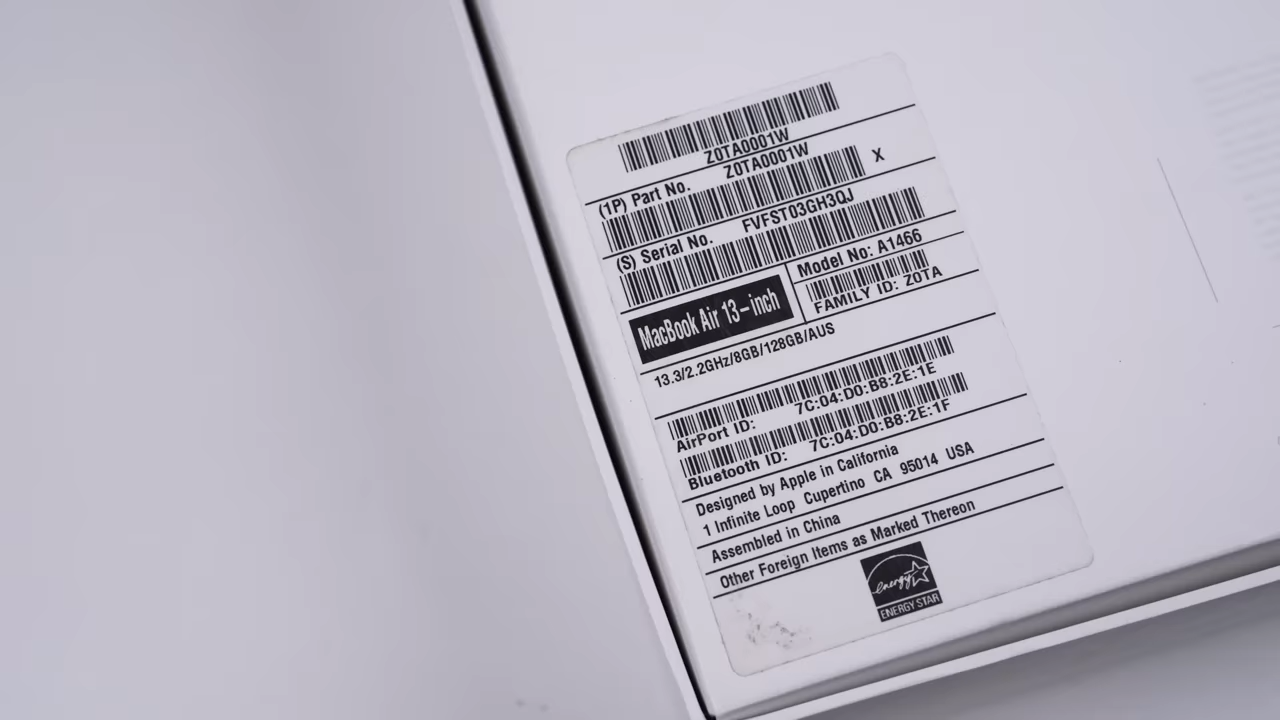 Z0TA0001W
(1P) Part No. Z0TA0001W
X
(S) Serial No. FVFST03GH3QJ
MacBook Air 13-inch
Model No: A1466
FAMILY ID: Z0TA
13.3/2.2GHz/8GB/128GB/AUS
AirPort ID: 7C:04:D0:B8:2E:1E
Bluetooth ID: 7C:04:D0:B8:2E:1F
Designed by Apple in California
1 Infinite Loop Cupertino CA 95014 USA
Assembled in China
Other Foreign Items as Marked Thereon
energy
ENERGY STAR